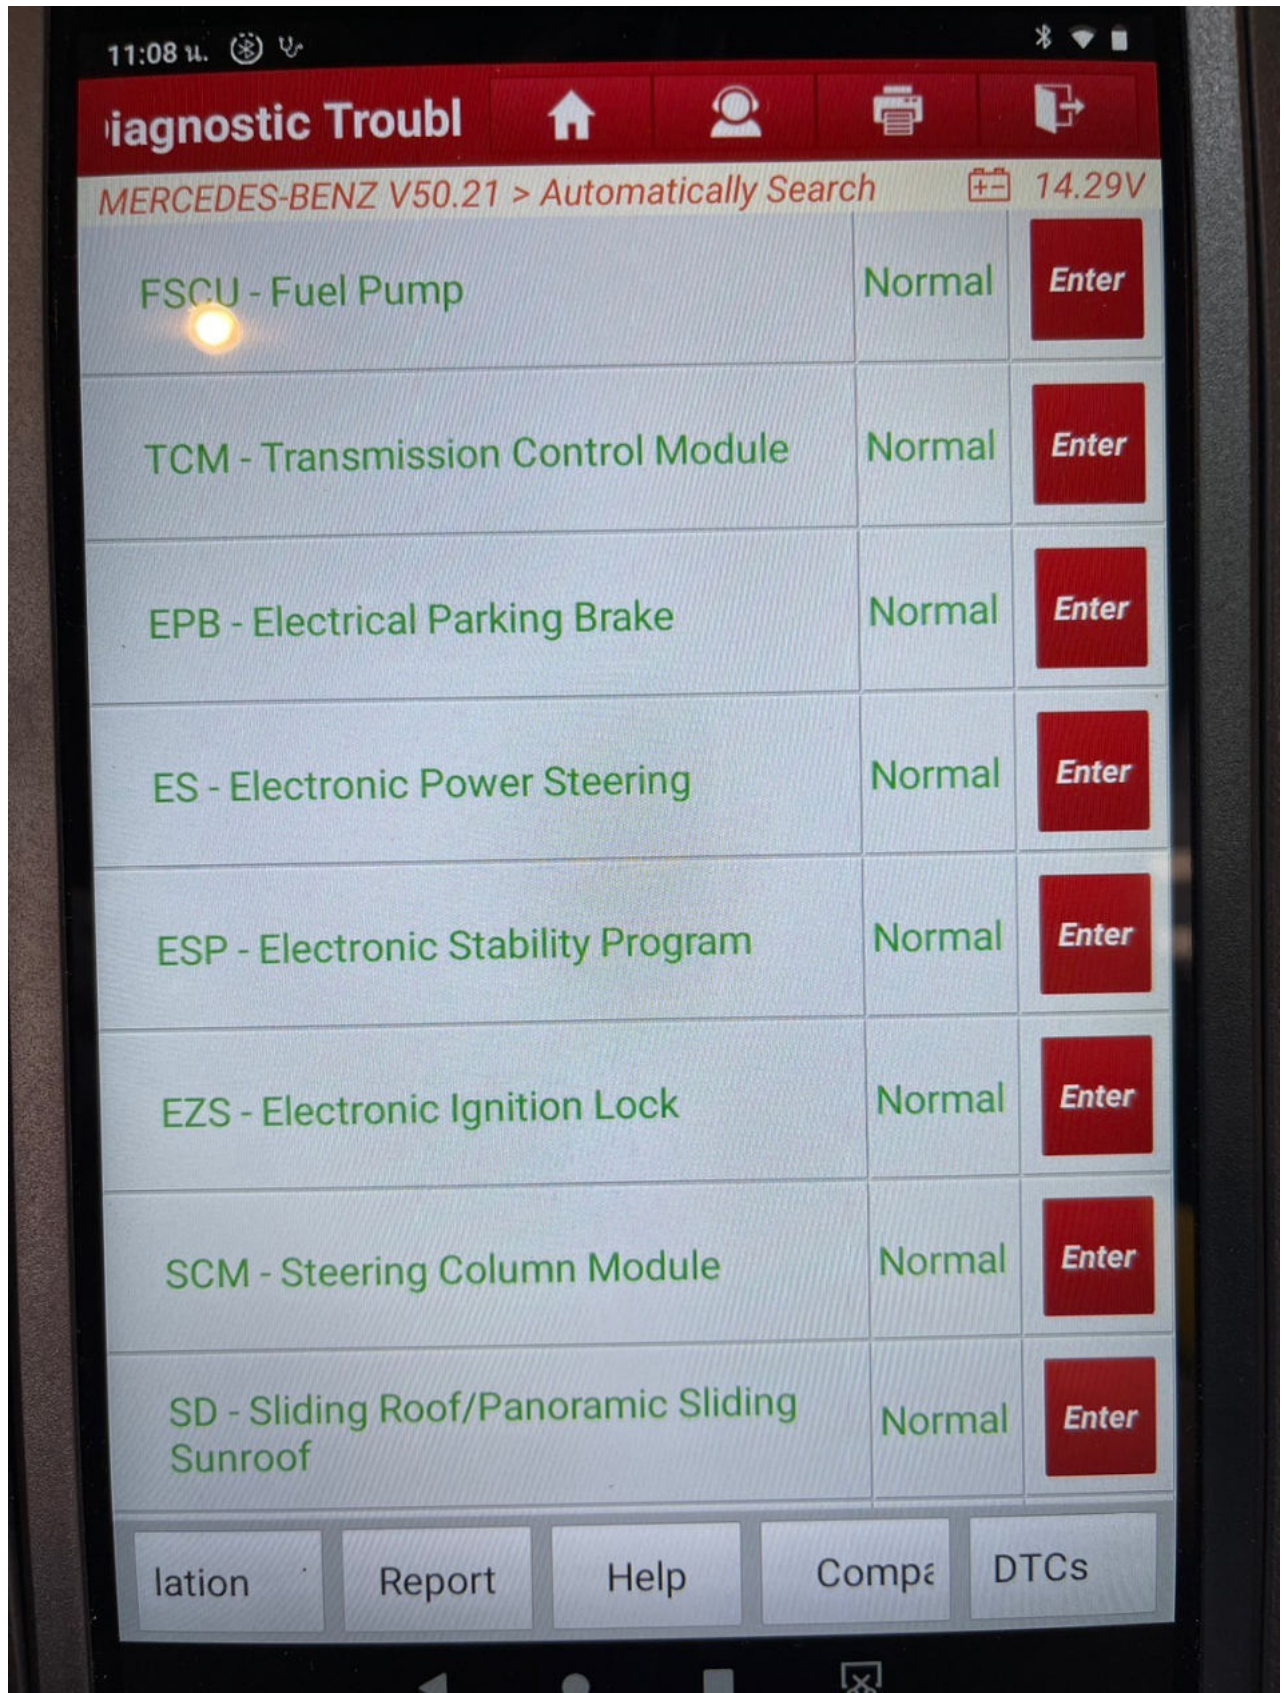 11:08 น.
iagnostic Troubl
MERCEDES-BENZ V50.21 > Automatically Search 14.29V
FSCU - Fuel Pump Normal Enter
TCM - Transmission Control Module Normal Enter
EPB - Electrical Parking Brake Normal Enter
ES - Electronic Power Steering Normal Enter
ESP - Electronic Stability Program Normal Enter
EZS - Electronic Ignition Lock Normal Enter
SCM - Steering Column Module Normal Enter
SD - Sliding Roof/Panoramic Sliding
Sunroof Normal Enter
lation Report Help Compa DTCs